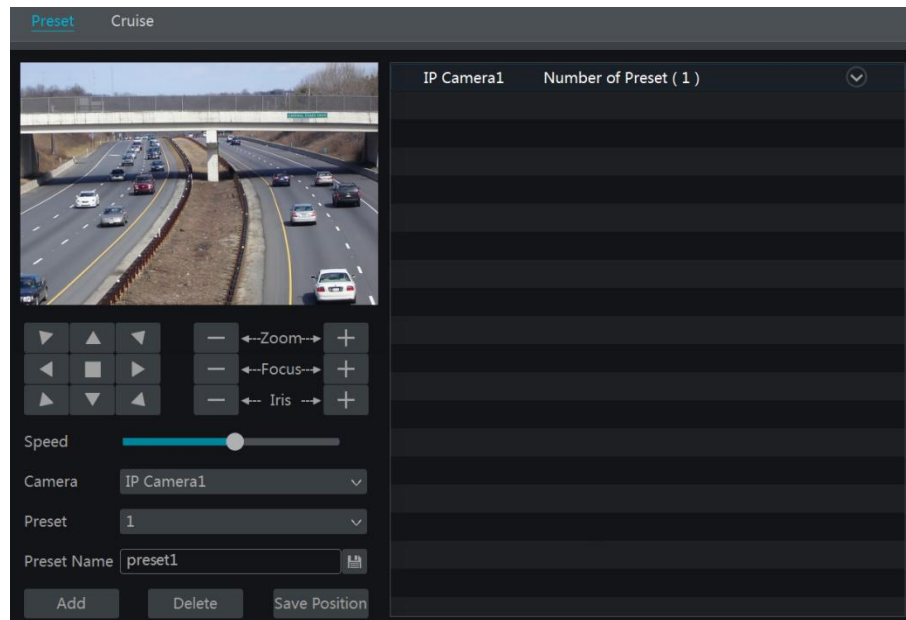 Preset Cruise
IP Camera1 Number of Preset ( 1 )
Zoom
Focus
Iris
Speed
Camera IP Camera1
Preset 1
Preset Name preset1
Add Delete Save Position